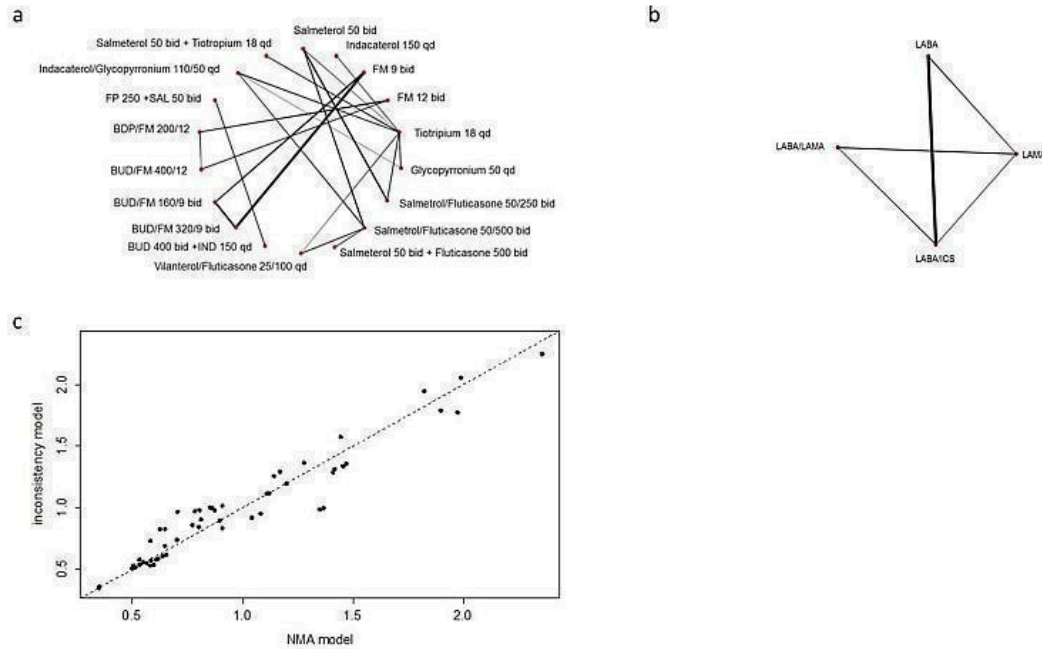 a
Salmeterol 50 bid
Salmeterol 50 bid + Tiotropium 18 qd
Indacaterol 150 qd
Indacaterol/Glycopyrronium 110/50 qd
FM 9 bid
FP 250 +SAL 50 bid
FM 12 bid
BDP/FM 200/12
Tiotripium 18 qd
BUD/FM 400/12
Glycopyrronium 50 qd
BUD/FM 160/9 bid
Salmetrol/Fluticasone 50/250 bid
BUD/FM 320/9 bid
Salmetrol/Fluticasone 50/500 bid
BUD 400 bid +IND 150 qd
Salmeterol 50 bid + Fluticasone 500 bid
Vilanterol/Fluticasone 25/100 qd
b
LABA
LABA/LAMA
LAMA
LABA/ICS
c
inconsistency model
2.0
1.5
1.0
0.5
0.5 1.0 1.5 2.0
NMA model